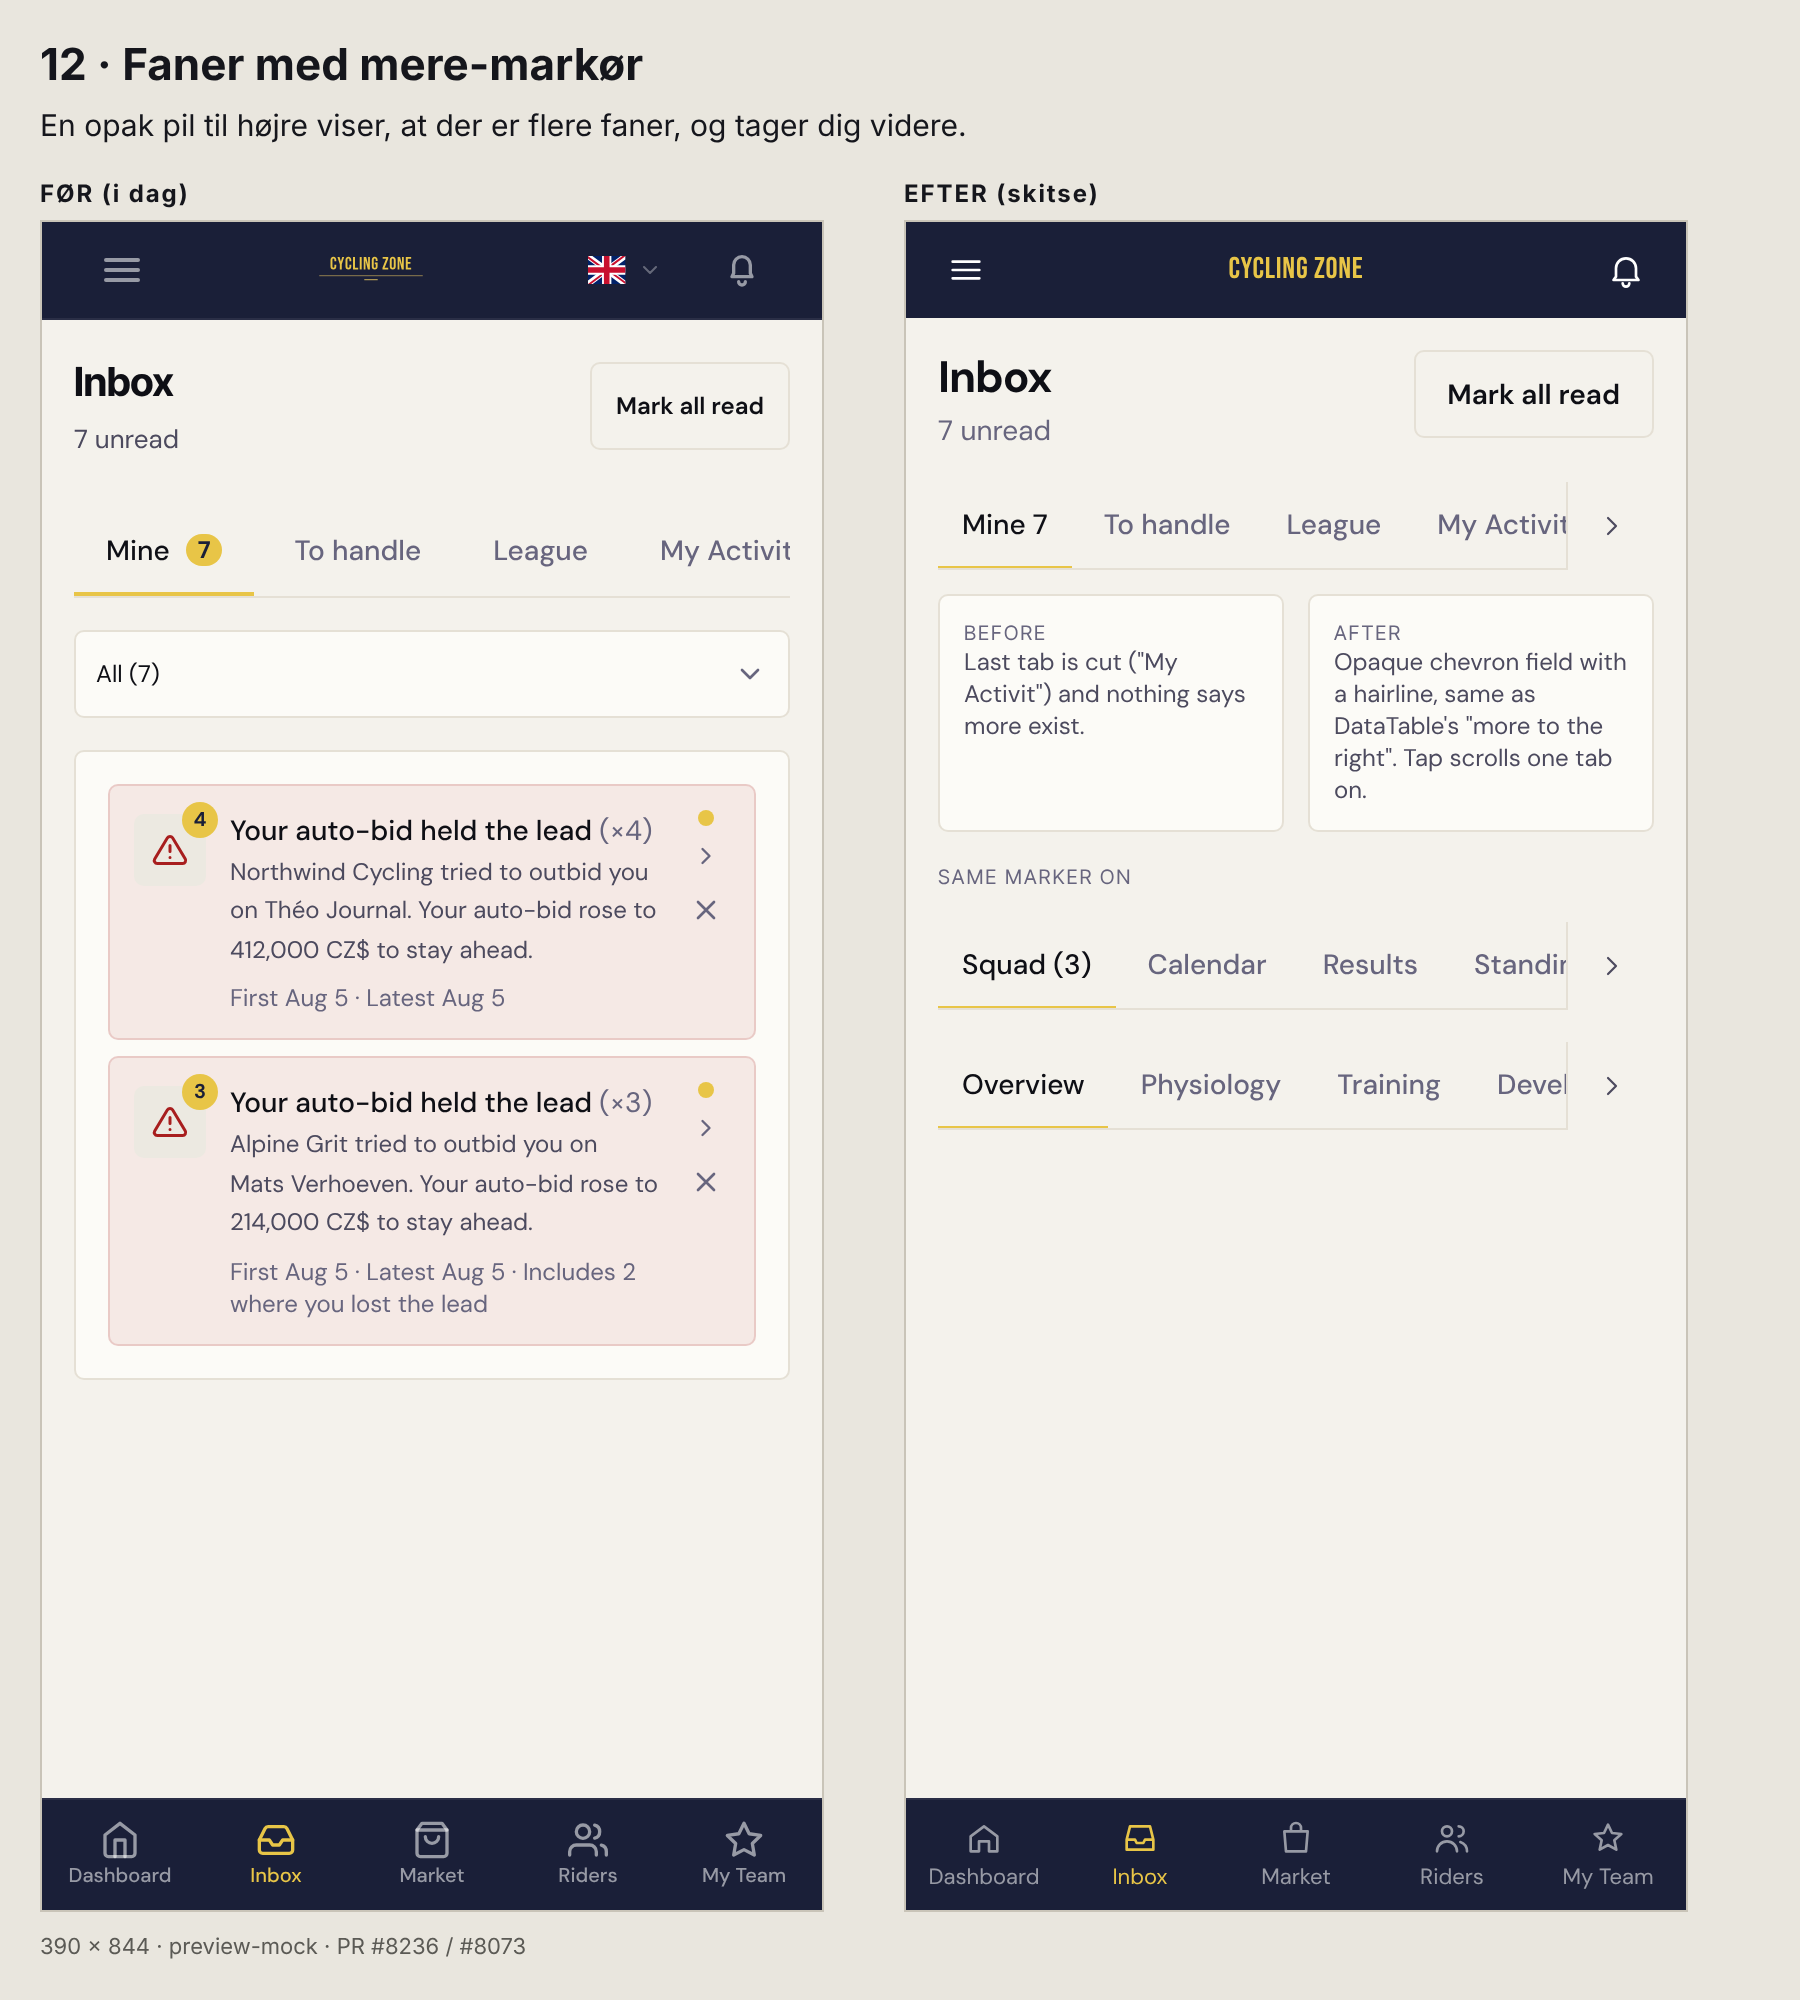 12 · Faner med mere-markør
En opak pil til højre viser, at der er flere faner, og tager dig videre.
FØR (i dag)
CYCLING ZONE
Inbox
7 unread
Mark all read
Mine 7 To handle League My Activit
All (7)
4
Your auto-bid held the lead (×4)
Northwind Cycling tried to outbid you
on Théo Journal. Your auto-bid rose to
412,000 CZ$ to stay ahead.
First Aug 5 · Latest Aug 5
3
Your auto-bid held the lead (×3)
Alpine Grit tried to outbid you on
Mats Verhoeven. Your auto-bid rose to
214,000 CZ$ to stay ahead.
First Aug 5 · Latest Aug 5 · Includes 2
where you lost the lead
Dashboard Inbox Market Riders My Team
EFTER (skitse)
CYCLING ZONE
Inbox
7 unread
Mark all read
Mine 7 To handle League My Activit
BEFORE
Last tab is cut ("My
Activit") and nothing says
more exist.
AFTER
Opaque chevron field with
a hairline, same as
DataTable's "more to the
right". Tap scrolls one tab
on.
SAME MARKER ON
Squad (3) Calendar Results Standin
Overview Physiology Training Devel
Dashboard Inbox Market Riders My Team
390 × 844 · preview-mock · PR #8236 / #8073